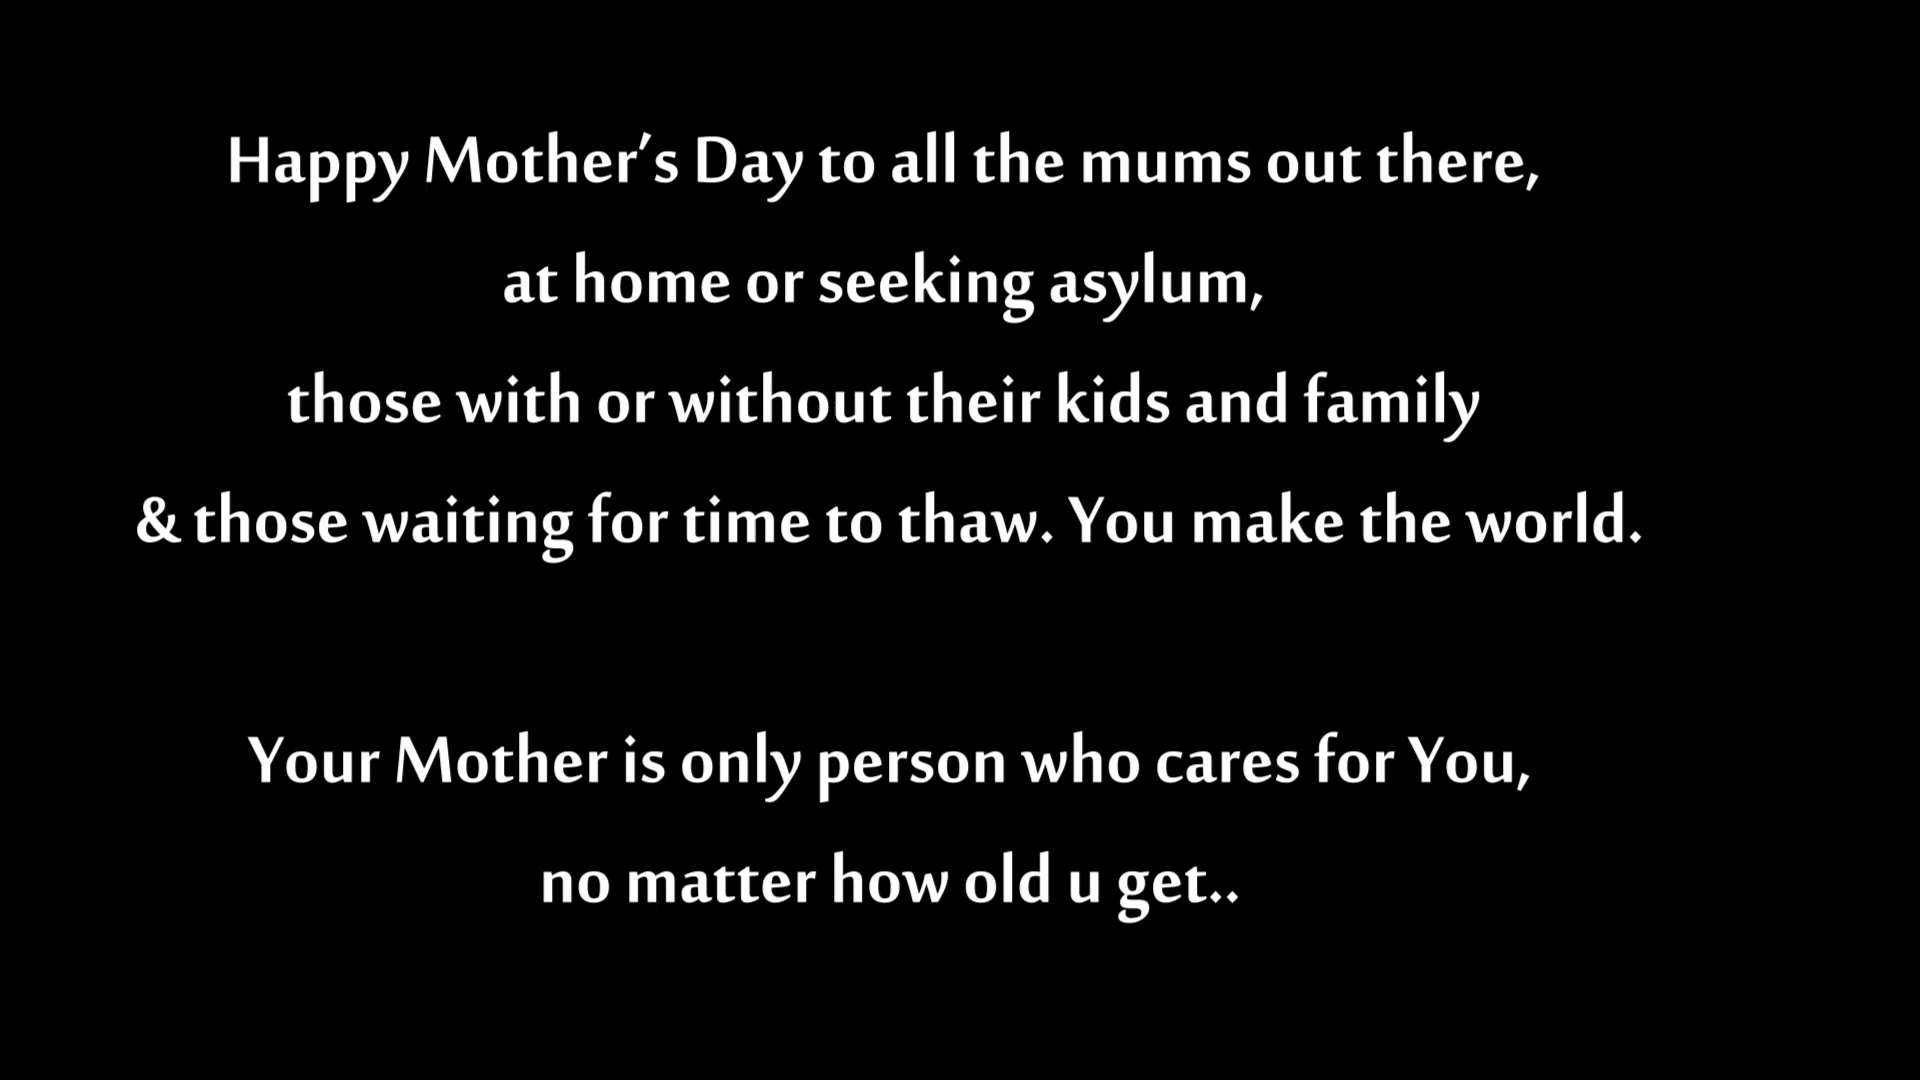 Happy Mother’s Day to all the mums out there,
at home or seeking asylum,
those with or without their kids and family
& those waiting for time to thaw. You make the world.
Your Mother is only person who cares for You,
no matter how old u get..